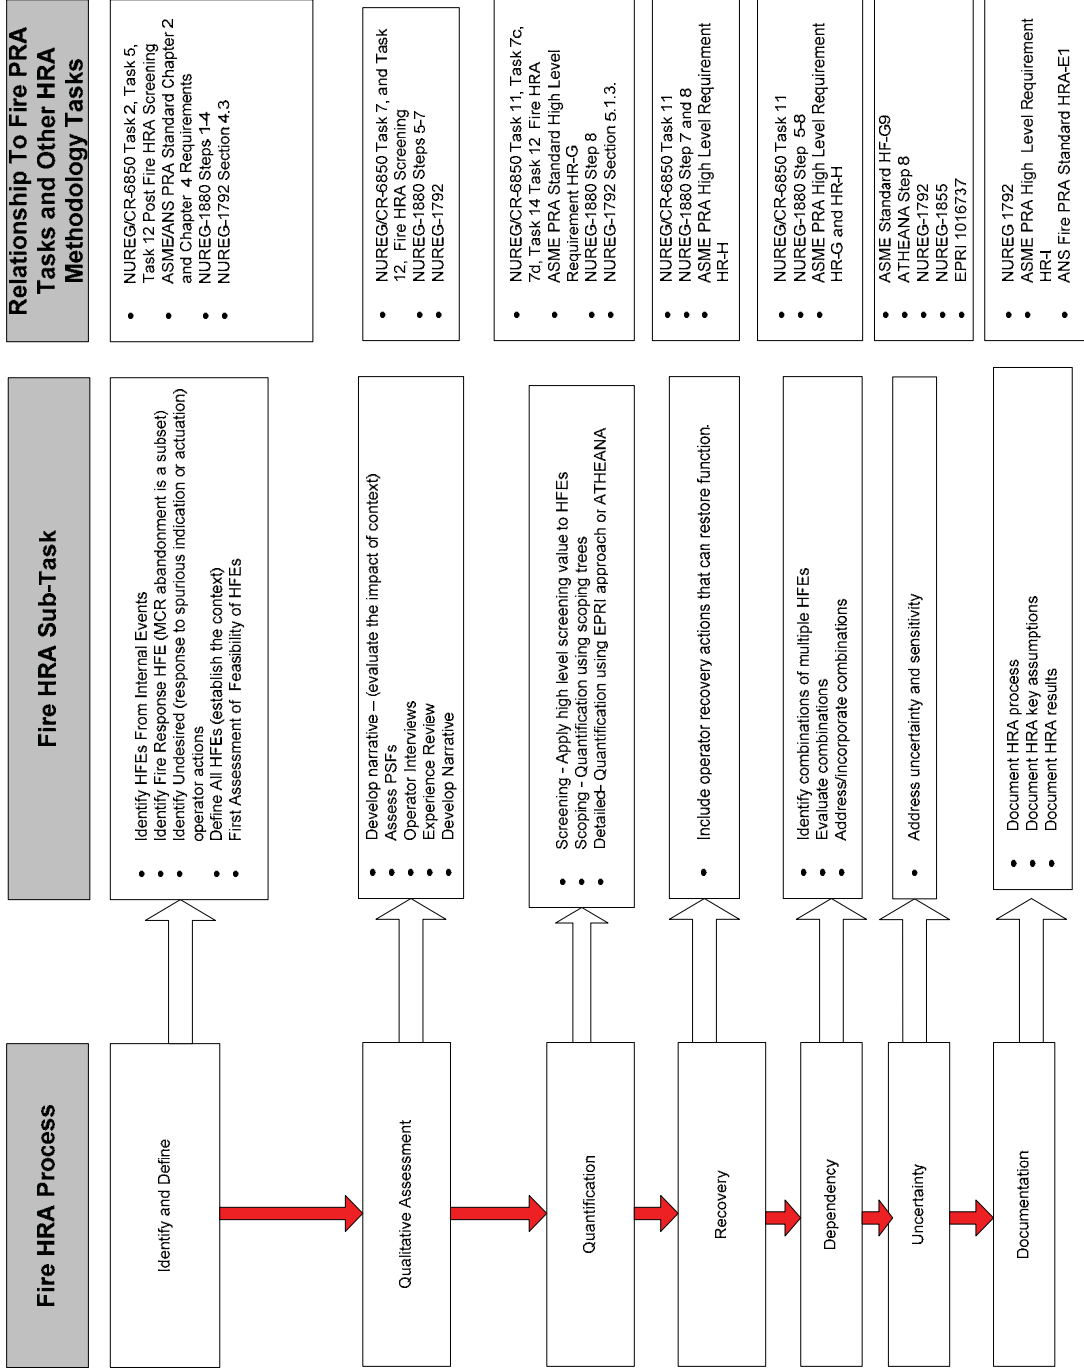 Fire HRA Process
Fire HRA Sub-Task
Relationship To Fire PRA
Tasks and Other HRA
Methodology Tasks
Identify and Define
• Identify HFEs From Internal Events
• Identify Fire Response HFE (MCR abandonment is a subset)
• Identify Undesired (response to spurious indication or actuation)
operator actions
• Define All HFEs (establish the context)
• First Assessment of Feasibility of HFEs
• NUREG/CR-6850 Task 2, Task 5,
Task 12 Post Fire HRA Screening
• ASME/ANS PRA Standard Chapter 2
and Chapter 4 Requirements
• NUREG-1880 Steps 1-4
• NUREG-1792 Section 4.3
Qualitative Assessment
• Develop narrative – (evaluate the impact of context)
• Assess PSFs
• Operator Interviews
• Experience Review
• Develop Narrative
• NUREG/CR-6850 Task 7, and Task
12, Fire HRA Screening
• NUREG-1880 Steps 5-7
• NUREG-1792
Quantification
• Screening - Apply high level screening value to HFEs
• Scoping - Quantification using scoping trees
• Detailed– Quantification using EPRI approach or ATHEANA
• NUREG/CR-6850 Task 11, Task 7c,
7d, Task 14 Task 12 Fire HRA
• ASME PRA Standard High Level
Requirement HR-G
• NUREG-1880 Step 8
• NUREG-1792 Section 5.1.3.
Recovery
• Include operator recovery actions that can restore function.
• NUREG/CR-6850 Task 11
• NUREG-1880 Step 7 and 8
• ASME PRA High Level Requirement
HR-H
Dependency
• Identify combinations of multiple HFEs
• Evaluate combinations
• Address/incorporate combinations
• NUREG/CR-6850 Task 11
• NUREG-1880 Step 5-8
• ASME PRA High Level Requirement
HR-G and HR-H
Uncertainty
• Address uncertainty and sensitivity
• ASME Standard HF-G9
• ATHEANA Step 8
• NUREG-1792
• NUREG-1855
• EPRI 1016737
Documentation
• Document HRA process
• Document HRA key assumptions
• Document HRA results
• NUREG 1792
• ASME PRA High Level Requirement
HR-I
• ANS Fire PRA Standard HRA-E1